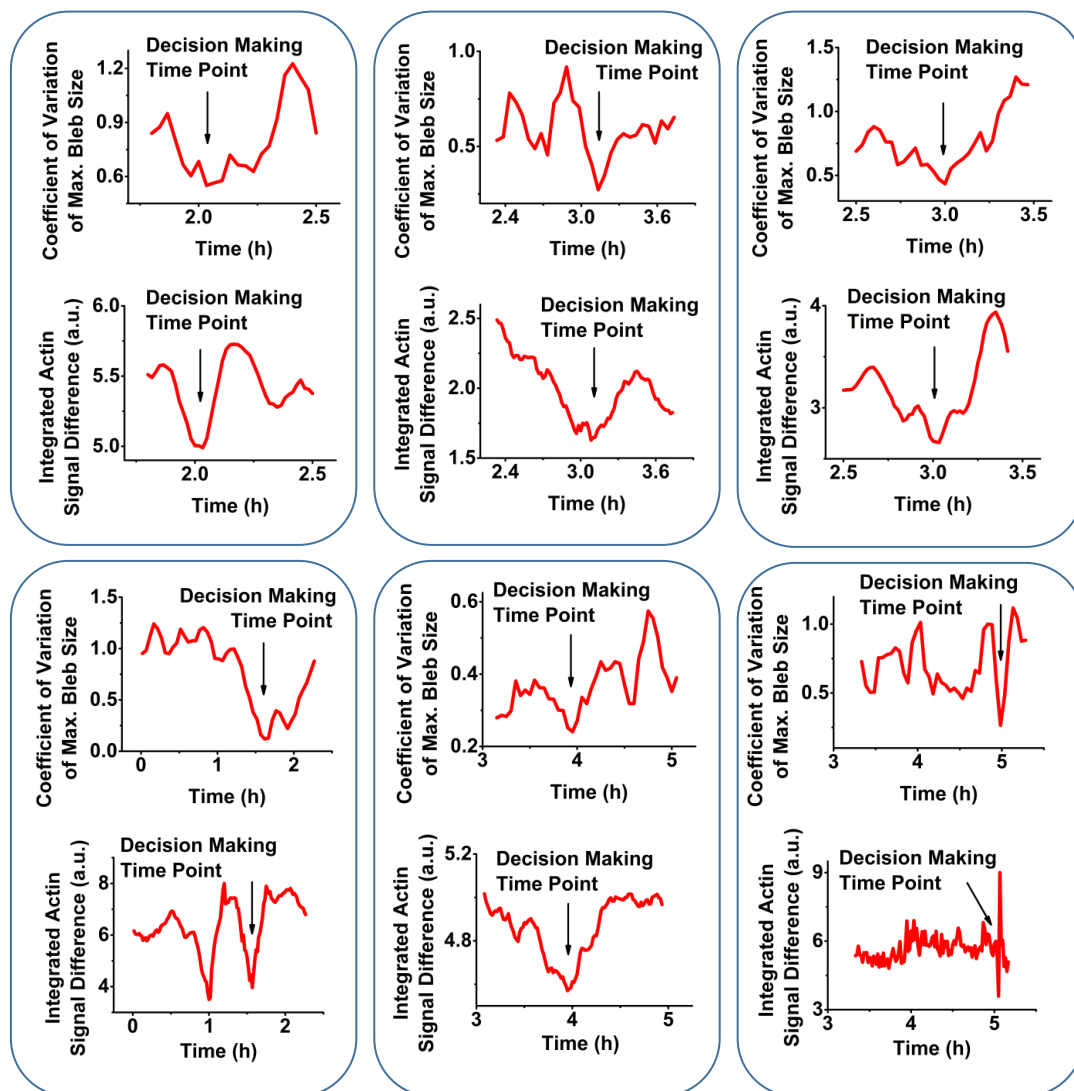 Coefficient of Variation
of Max. Bleb Size
Decision Making
Time Point
1.2
0.9
0.6
2.0
2.5
Time (h)
Integrated Actin
Signal Difference (a.u.)
Decision Making
Time Point
6.0
5.5
5.0
2.0
2.5
Time (h)
Coefficient of Variation
of Max. Bleb Size
Decision Making
Time Point
1.0
0.5
2.4
3.0
3.6
Time (h)
Integrated Actin
Signal Difference (a.u.)
Decision Making
Time Point
2.5
2.0
1.5
2.4
3.0
3.6
Time (h)
Coefficient of Variation
of Max. Bleb Size
Decision Making
Time Point
1.5
1.0
0.5
2.5
3.0
3.5
Time (h)
Integrated Actin
Signal Difference (a.u.)
Decision Making
Time Point
4
3
2.5
3.0
3.5
Time (h)
Coefficient of Variation
of Max. Bleb Size
Decision Making
Time Point
1.5
1.0
0.5
0.0
0
1
2
Time (h)
Integrated Actin
Signal Difference (a.u.)
Decision Making
Time Point
8
6
4
0
1
2
Time (h)
Coefficient of Variation
of Max. Bleb Size
Decision Making
Time Point
0.6
0.4
0.2
3
4
5
Time (h)
Integrated Actin
Signal Difference (a.u.)
Decision Making
Time Point
5.2
4.8
3
4
5
Time (h)
Coefficient of Variation
of Max. Bleb Size
Decision Making
Time Point
1.0
0.5
3
4
5
Time (h)
Integrated Actin
Signal Difference (a.u.)
Decision Making
Time Point
9
6
3
3
4
5
Time (h)